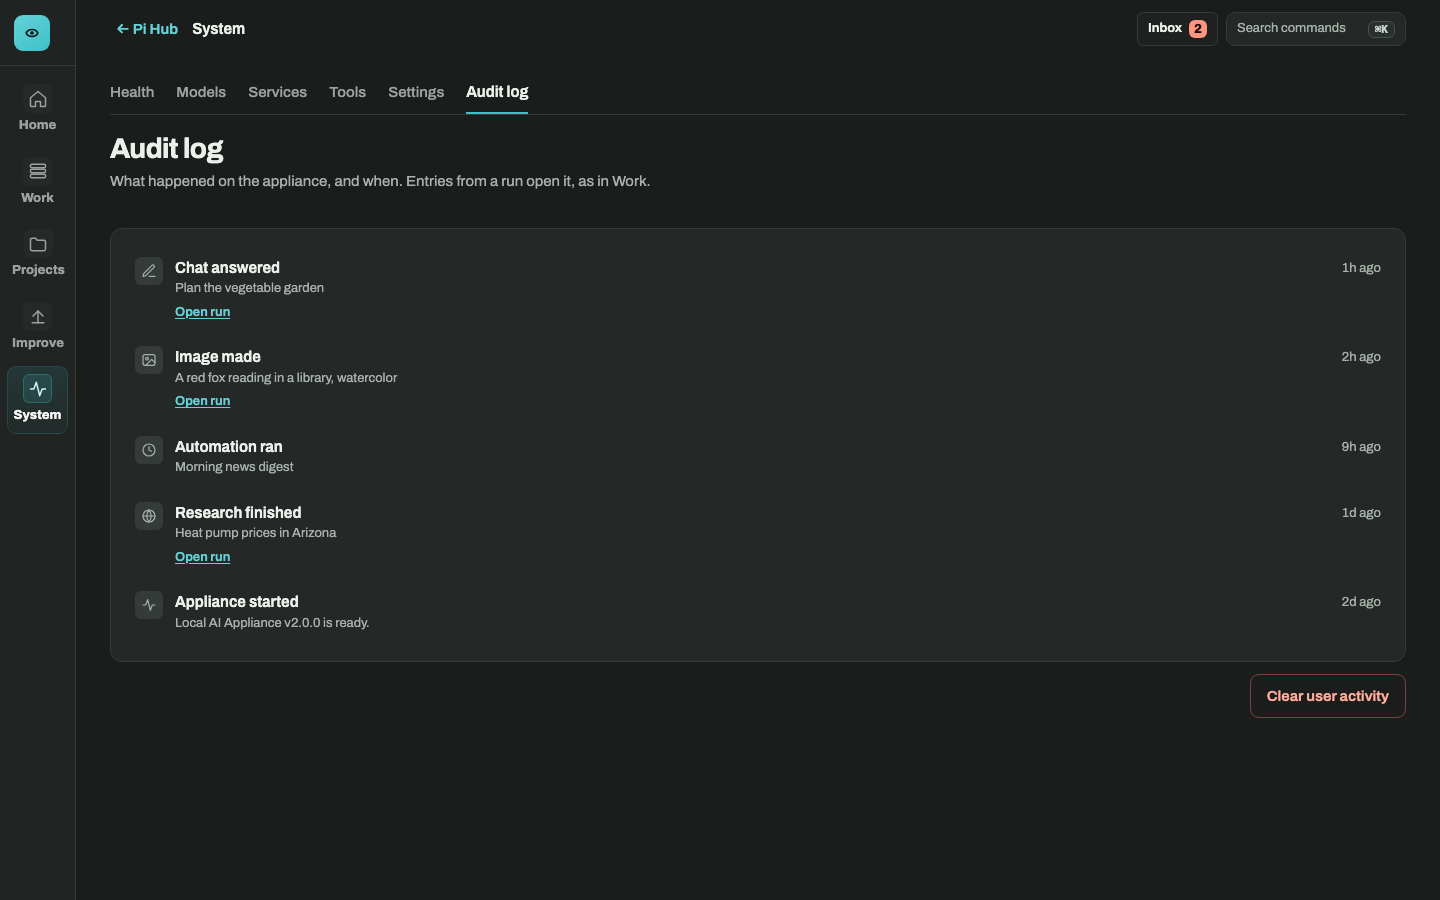 ← Pi Hub System
Inbox 2
Search commands ⌘K
Home
Work
Projects
Improve
System
Health Models Services Tools Settings Audit log
Audit log
What happened on the appliance, and when. Entries from a run open it, as in Work.
Chat answered 1h ago
Plan the vegetable garden
Open run
Image made 2h ago
A red fox reading in a library, watercolor
Open run
Automation ran 9h ago
Morning news digest
Research finished 1d ago
Heat pump prices in Arizona
Open run
Appliance started 2d ago
Local AI Appliance v2.0.0 is ready.
Clear user activity